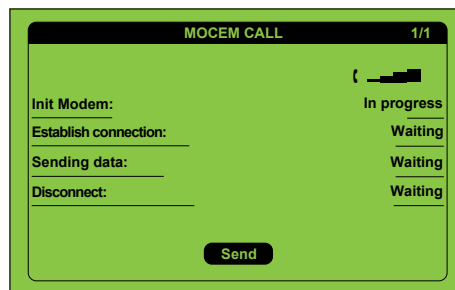 MOCEM CALL 1/1
Init Modem: In progress
Establish connection: Waiting
Sending data: Waiting
Disconnect: Waiting
Send